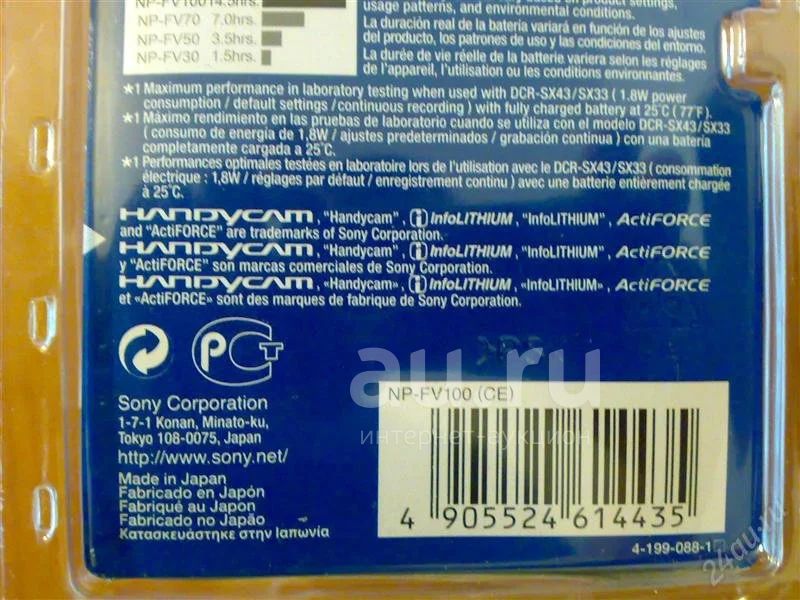 NP-FV100 14.5hrs.
NP-FV70 7.0hrs.
NP-FV50 3.5hrs.
NP-FV30 1.5hrs.
usage patterns, and environmental conditions.
La duración real de la batería variará en función de los ajustes
del producto, los patrones de uso y las condiciones del entorno.
La durée de vie réelle de la batterie variera selon les réglages
de l'appareil, l'utilisation ou les conditions environnantes.
*1 Maximum performance in laboratory testing when used with DCR-SX43/SX33 ( 1.8W power
consumption / default settings /continuous recording ) with fully charged battery at 25°C ( 77°F ).
*1 Máximo rendimiento en las pruebas de laboratorio cuando se utiliza con el modelo DCR-SX43/SX33
( consumo de energía de 1,8W / ajustes predeterminados / grabación continua ) con una batería
completamente cargada a 25°C.
*1 Performances optimales testées en laboratoire lors de l'utilisation avec le DCR-SX43/SX33 ( consommation
électrique : 1,8W / réglages par défaut / enregistrement continu ) avec une batterie entièrement chargée
à 25°C.
HANDYCAM , "Handycam" , InfoLITHIUM , "InfoLITHIUM" , ActiFORCE
and "ActiFORCE" are trademarks of Sony Corporation.
HANDYCAM , "Handycam" , InfoLITHIUM , "InfoLITHIUM" , ActiFORCE
y "ActiFORCE" son marcas comerciales de Sony Corporation.
HANDYCAM , «Handycam» , InfoLITHIUM , «InfoLITHIUM» , ActiFORCE
et «ActiFORCE» sont des marques de fabrique de Sony Corporation.
РСТ
au.ru
интернет-аукцион
Sony Corporation
1-7-1 Konan, Minato-ku,
Tokyo 108-0075, Japan
http://www.sony.net/
Made in Japan
Fabricado en Japón
Fabriqué au Japon
Fabricado no Japão
Κατασκευάστηκε στην Ιαπωνία
NP-FV100 (CE)
4 905524 614435
4-199-088-1
24au.ru